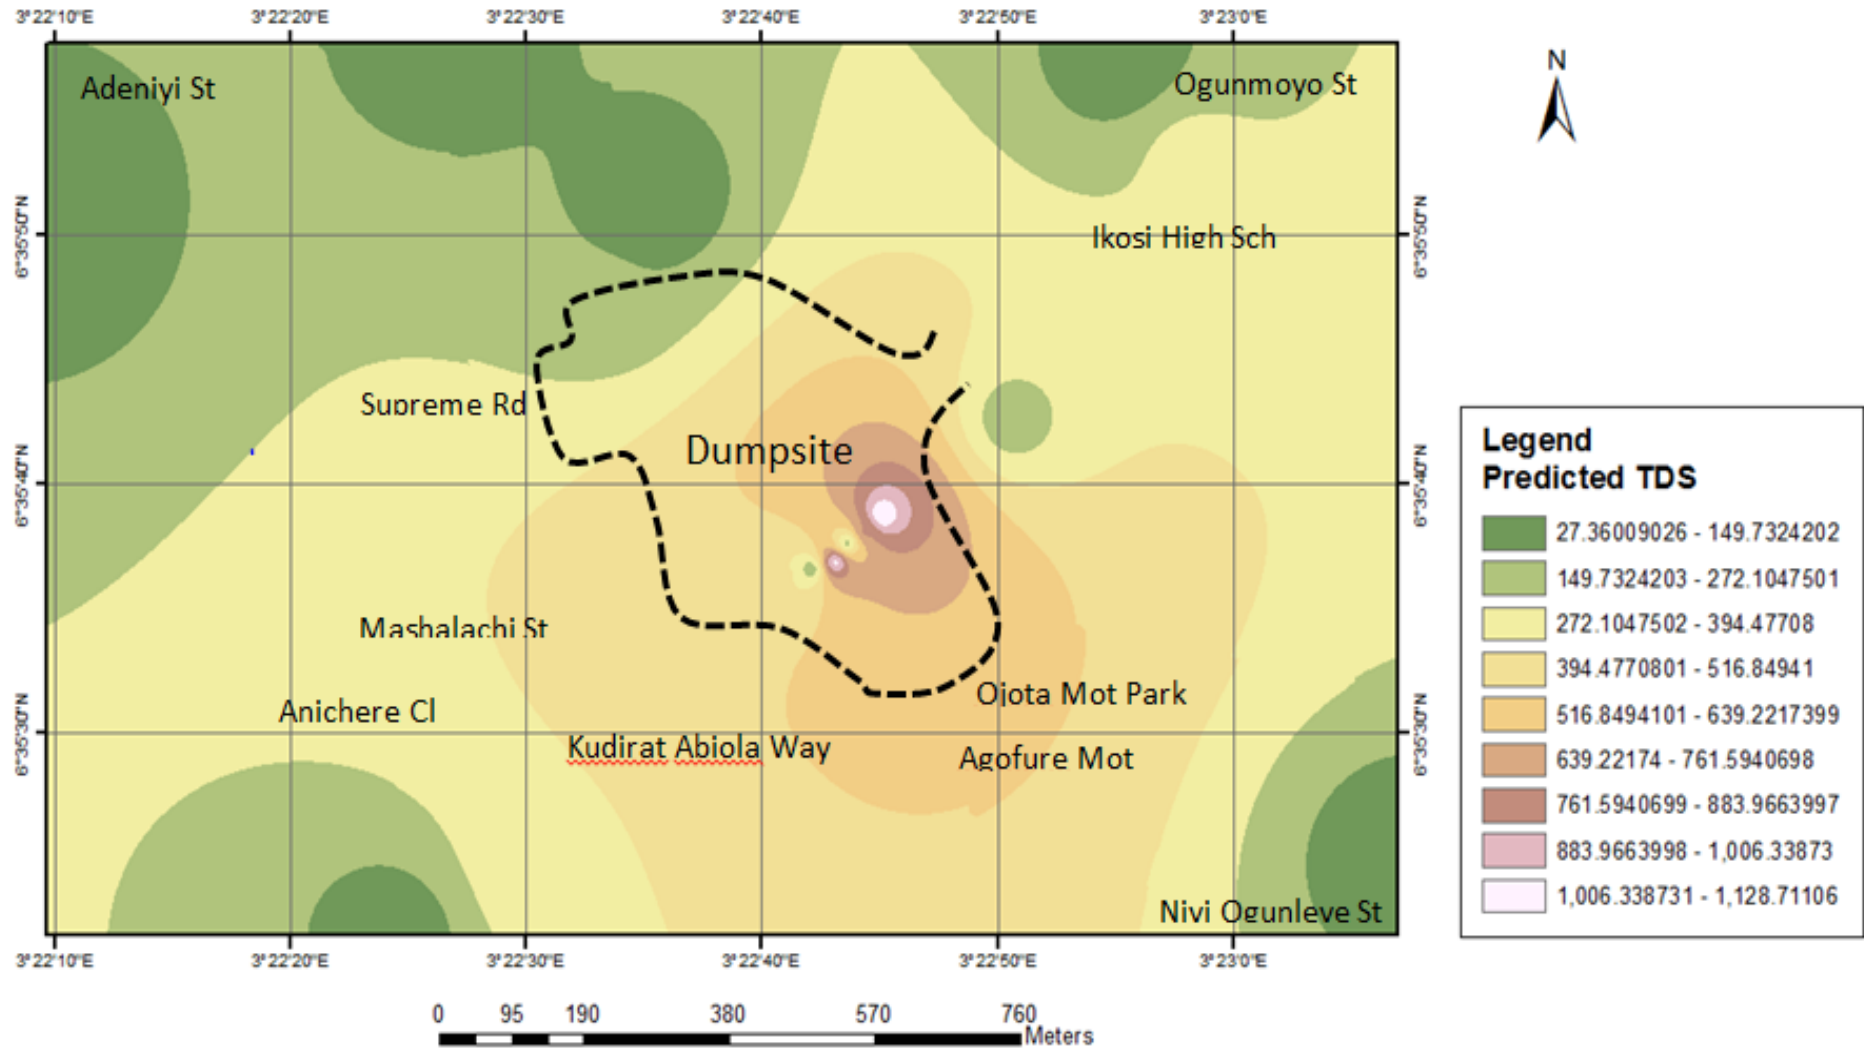 3°22'10"E 3°22'20"E 3°22'30"E 3°22'40"E 3°22'50"E 3°23'0"E
N
Adeniyi St
Ogunmoyo St
6°35'50"N
6°35'50"N
Ikosi High Sch
Supreme Rd
Dumpsite
6°35'40"N
6°35'40"N
Mashalachi St
Anichere Cl
Ojota Mot Park
6°35'30"N
6°35'30"N
Kudirat Abiola Way
Agofure Mot
Nivi Ogunleye St
3°22'10"E 3°22'20"E 3°22'30"E 3°22'40"E 3°22'50"E 3°23'0"E
0 95 190 380 570 760
Meters
Legend
Predicted TDS
27.36009026 - 149.7324202
149.7324203 - 272.1047501
272.1047502 - 394.47708
394.4770801 - 516.84941
516.8494101 - 639.2217399
639.22174 - 761.5940698
761.5940699 - 883.9663997
883.9663998 - 1,006.33873
1,006.338731 - 1,128.71106